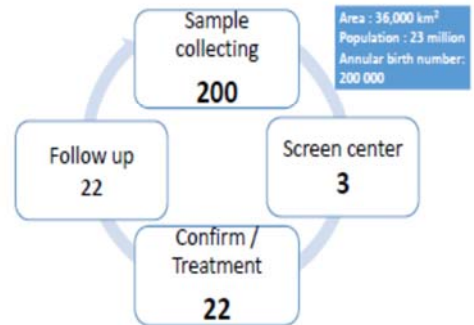 Sample
collecting
200
Area : 36,000 km²
Population : 23 million
Annular birth number:
200 000
Screen center
3
Confirm /
Treatment
22
Follow up
22